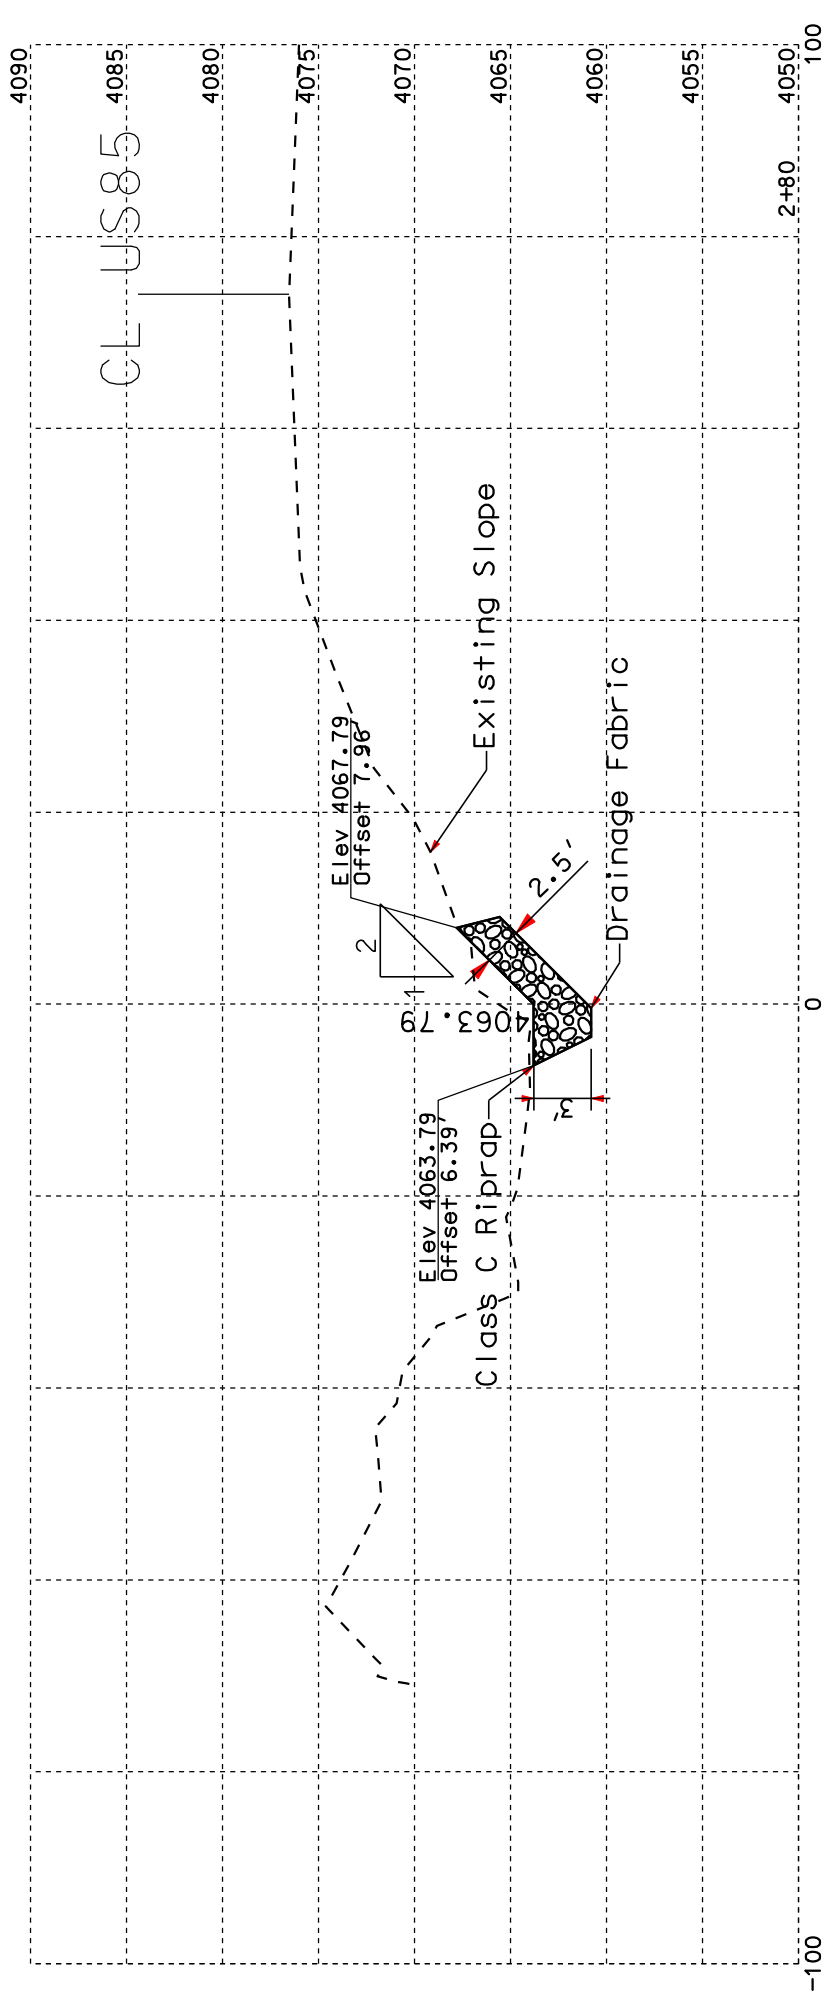 CL US85
4090
4085
4080
4075
4070
4065
4060
4055
4050
Elev 4067.79'
Offset 7.96'
2
1
Existing Slope
2.5'
Drainage Fabric
4063.79
Elev 4063.79'
Offset 6.39'
Class C Riprap
3'
2+80
-100
0
100